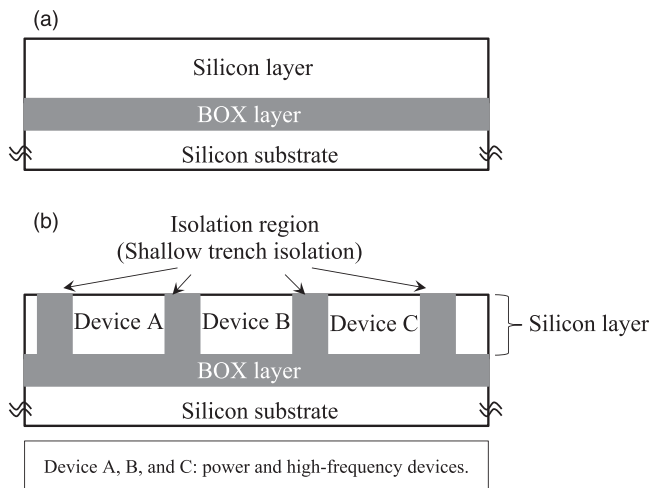 (a)
Silicon layer
BOX layer
Silicon substrate
(b)
Isolation region
(Shallow trench isolation)
Device A
Device B
Device C
Silicon layer
BOX layer
Silicon substrate
Device A, B, and C: power and high-frequency devices.